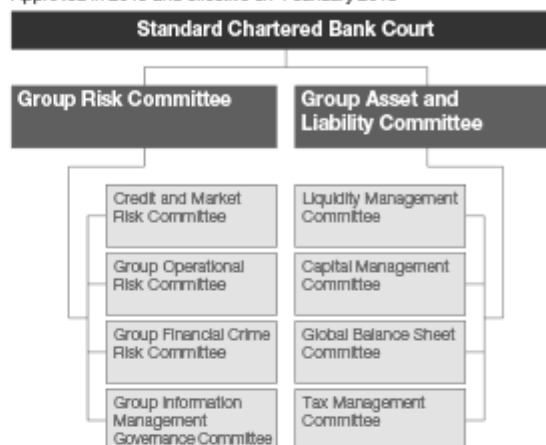 Standard Chartered Bank Court
Group Risk Committee
Group Asset and
Liability Committee
Credit and Market
Risk Committee
Liquidity Management
Committee
Group Operational
Risk Committee
Capital Management
Committee
Group Financial Crime
Risk Committee
Global Balance Sheet
Committee
Group Information
Management
Governance Committee
Tax Management
Committee